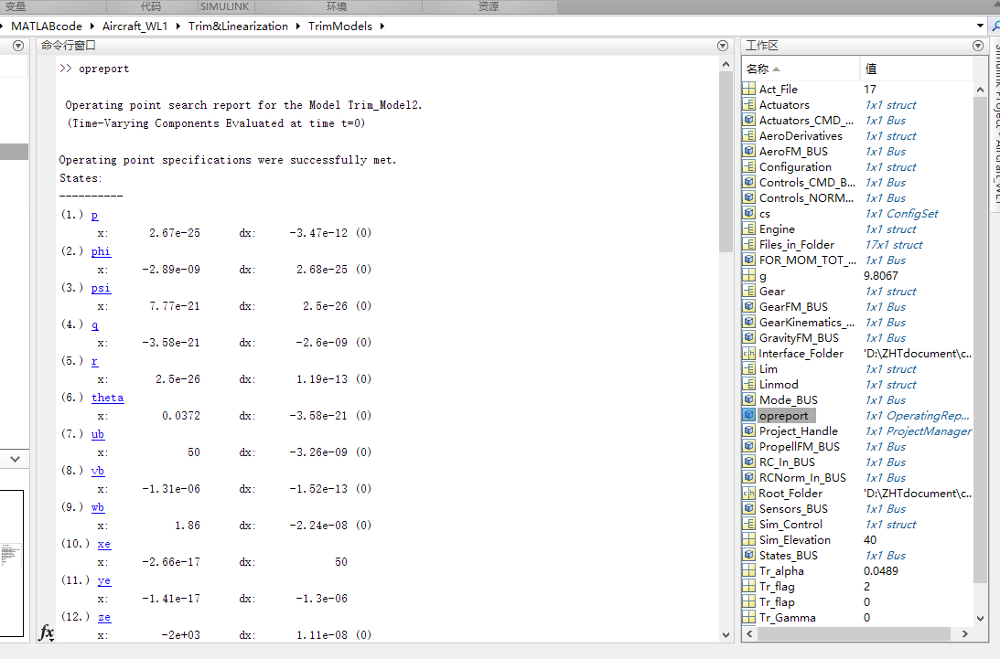 变量 代码 SIMULINK 环境 资源
MATLABcode Aircraft_WL1 Trim&Linearization TrimModels
命令行窗口
>> opreport
Operating point search report for the Model Trim_Model2.
(Time-Varying Components Evaluated at time t=0)
Operating point specifications were successfully met.
States:
----------
(1.) p
x: 2.67e-25 dx: -3.47e-12 (0)
(2.) phi
x: -2.89e-09 dx: 2.68e-25 (0)
(3.) psi
x: 7.77e-21 dx: 2.5e-26 (0)
(4.) q
x: -3.58e-21 dx: -2.6e-09 (0)
(5.) r
x: 2.5e-26 dx: 1.19e-13 (0)
(6.) theta
x: 0.0372 dx: -3.58e-21 (0)
(7.) ub
x: 50 dx: -3.26e-09 (0)
(8.) vb
x: -1.31e-06 dx: -1.52e-13 (0)
(9.) wb
x: 1.86 dx: -2.24e-08 (0)
(10.) xe
x: -2.66e-17 dx: 50
(11.) ye
x: -1.41e-17 dx: -1.3e-06
(12.) ze
x: -2e+03 dx: 1.11e-08 (0)
fx
工作区
名称 值
Act_File 17
Actuators 1x1 struct
Actuators_CMD_... 1x1 Bus
AeroDerivatives 1x1 struct
AeroFM_BUS 1x1 Bus
Configuration 1x1 struct
Controls_CMD_B... 1x1 Bus
Controls_NORM... 1x1 Bus
cs 1x1 ConfigSet
Engine 1x1 struct
Files_in_Folder 17x1 struct
FOR_MOM_TOT_... 1x1 Bus
g 9.8067
Gear 1x1 struct
GearFM_BUS 1x1 Bus
GearKinematics_... 1x1 Bus
GravityFM_BUS 1x1 Bus
Interface_Folder 'D:\ZHTdocument\c...
Lim 1x1 struct
Linmod 1x1 struct
Mode_BUS 1x1 Bus
opreport 1x1 OperatingRep...
Project_Handle 1x1 ProjectManager
PropellFM_BUS 1x1 Bus
RC_In_BUS 1x1 Bus
RCNorm_In_BUS 1x1 Bus
Root_Folder 'D:\ZHTdocument\c...
Sensors_BUS 1x1 Bus
Sim_Control 1x1 struct
Sim_Elevation 40
States_BUS 1x1 Bus
Tr_alpha 0.0489
Tr_flag 2
Tr_flap 0
Tr_Gamma 0
Simulink Project - Aircraft_WL1